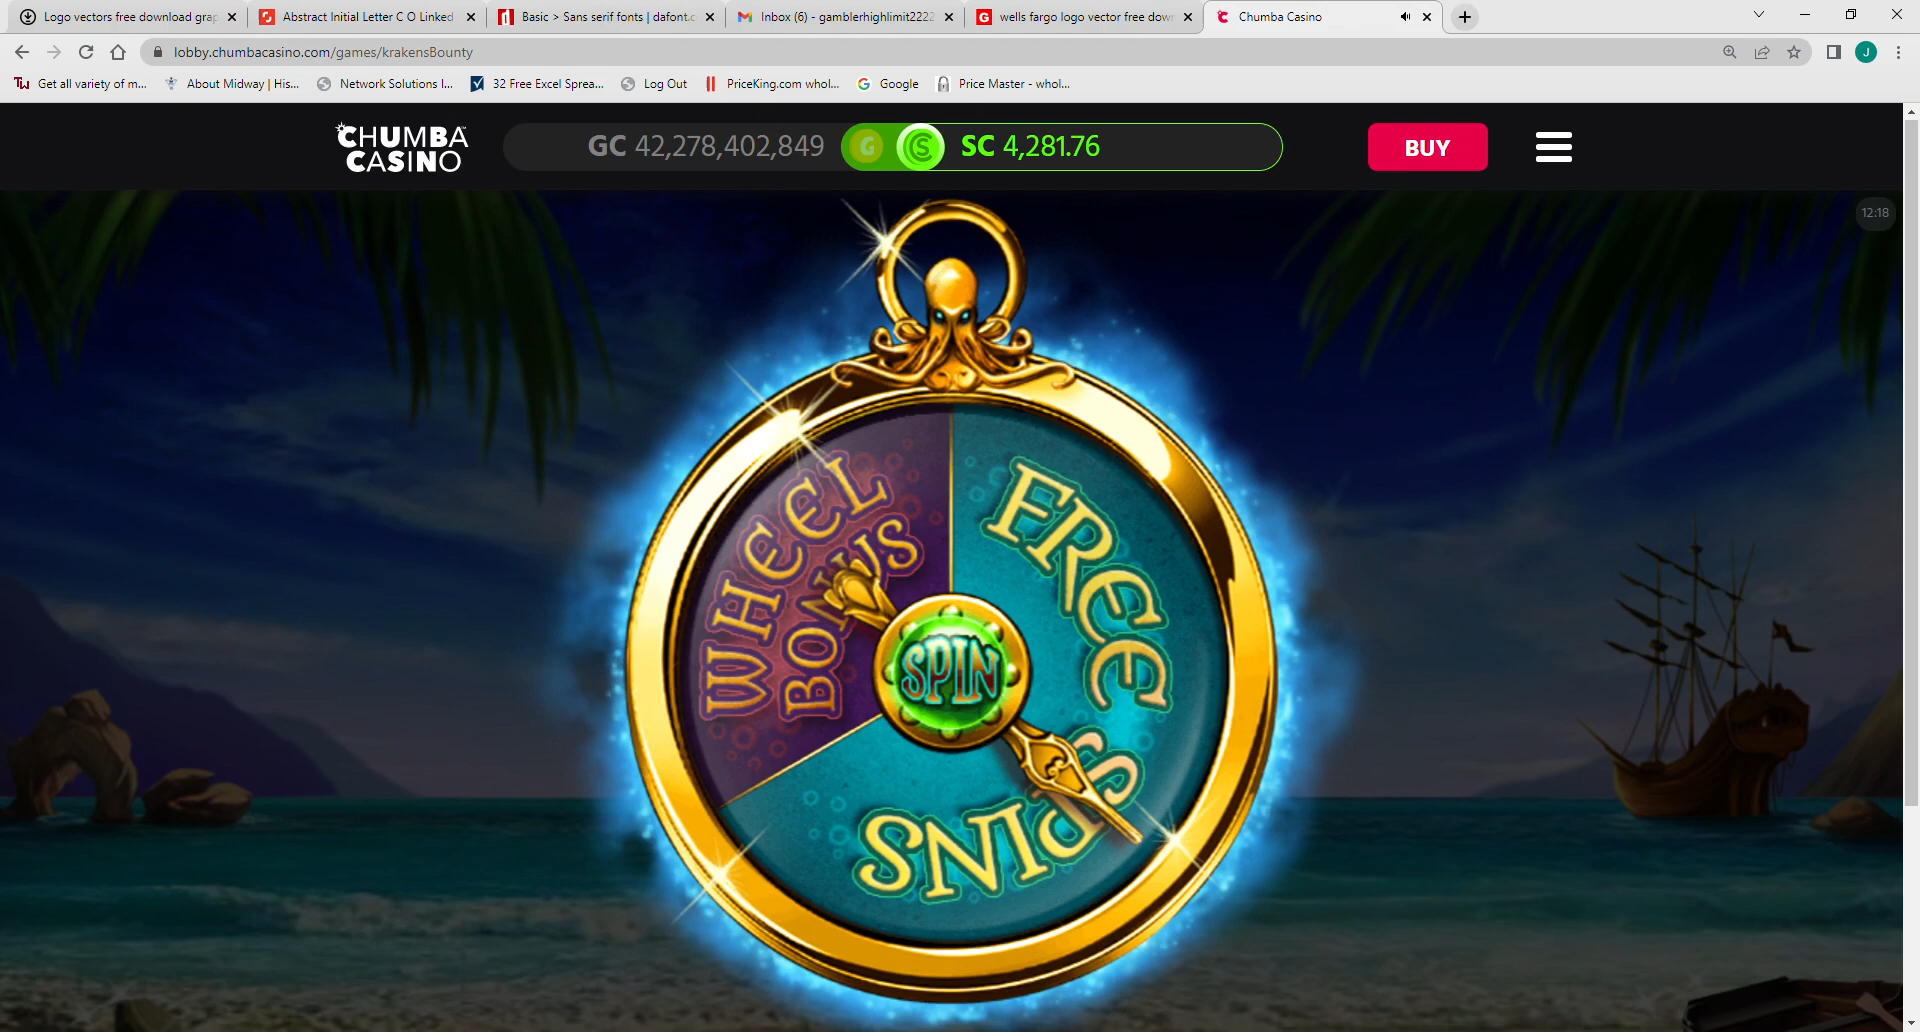 Logo vectors free download grap
Abstract Initial Letter C O Linked
Basic > Sans serif fonts | dafont.c
Inbox (6) - gamblerhighlimit2222
wells fargo logo vector free dow
Chumba Casino
lobby.chumbacasino.com/games/krakensBounty
J
Get all variety of m...
About Midway | His...
Network Solutions I...
32 Free Excel Sprea...
Log Out
PriceKing.com whol...
Google
Price Master - whol...
CHUMBA
CASINO
GC 42,278,402,849
G
S
SC 4,281.76
BUY
12:18
WHEEL
BONUS
FREE
SPINS
SPIN